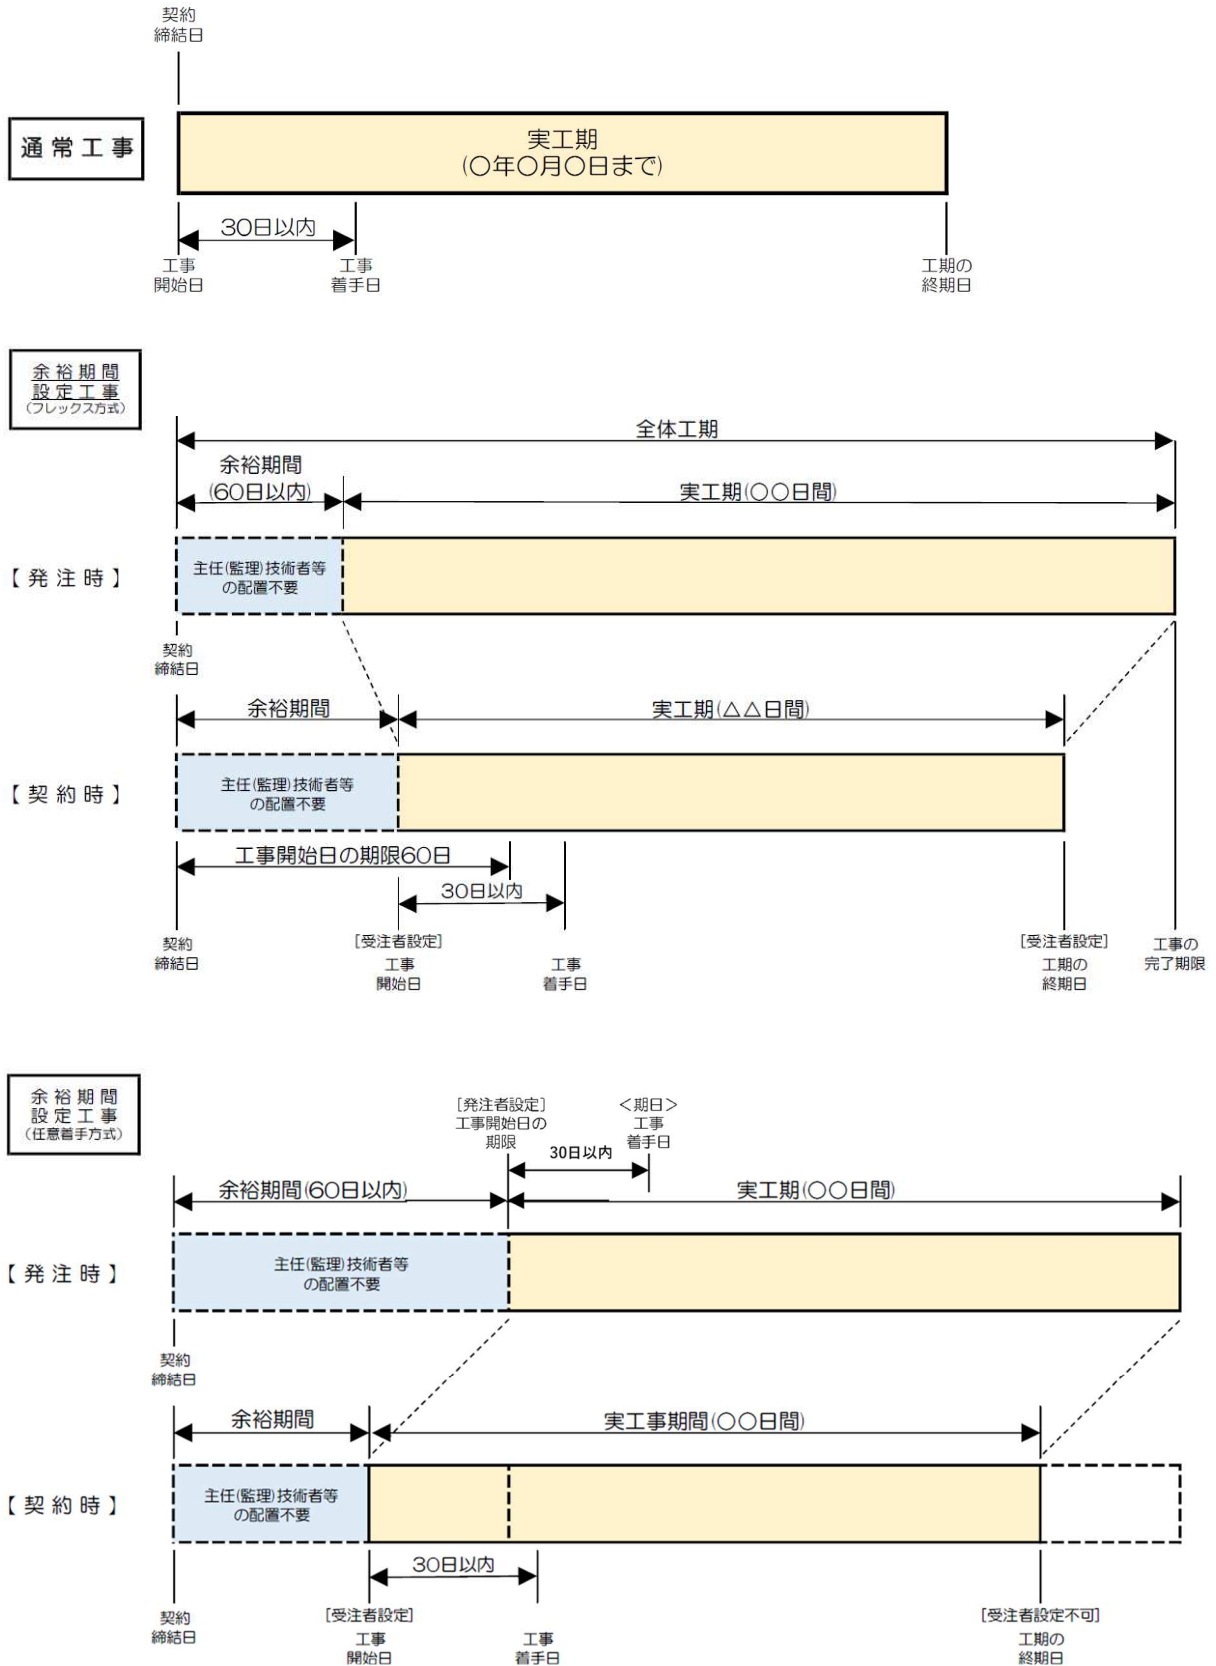 契約
締結日
通常工事
実工期
(〇年〇月〇日まで)
30日以内
工事
開始日
工事
着手日
工期の
終期日
余裕期間
設定工事
(フレックス方式)
全体工期
余裕期間
(60日以内)
実工期(〇〇日間)
【発注時】
主任(監理)技術者等
の配置不要
契約
締結日
余裕期間
実工期(△△日間)
【契約時】
主任(監理)技術者等
の配置不要
工事開始日の期限60日
30日以内
契約
締結日
[受注者設定]
工事
開始日
工事
着手日
[受注者設定]
工期の
終期日
工事の
完了期限
余裕期間
設定工事
(任意着手方式)
[発注者設定]
工事開始日の
期限
<期日>
工事
着手日
30日以内
余裕期間(60日以内)
実工期(〇〇日間)
【発注時】
主任(監理)技術者等
の配置不要
契約
締結日
余裕期間
実工事期間(〇〇日間)
【契約時】
主任(監理)技術者等
の配置不要
30日以内
契約
締結日
[受注者設定]
工事
開始日
工事
着手日
[受注者設定不可]
工期の
終期日